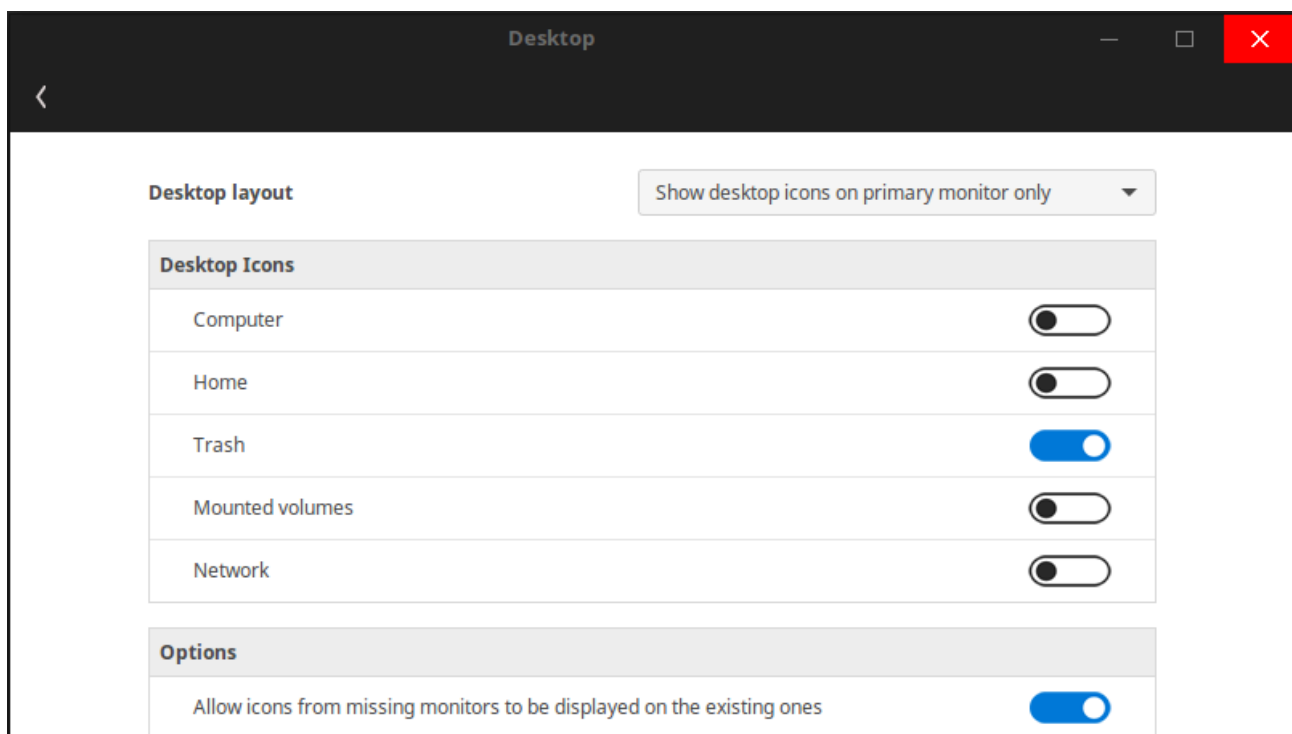 Desktop
Desktop layout
Show desktop icons on primary monitor only
Desktop Icons
Computer
Home
Trash
Mounted volumes
Network
Options
Allow icons from missing monitors to be displayed on the existing ones